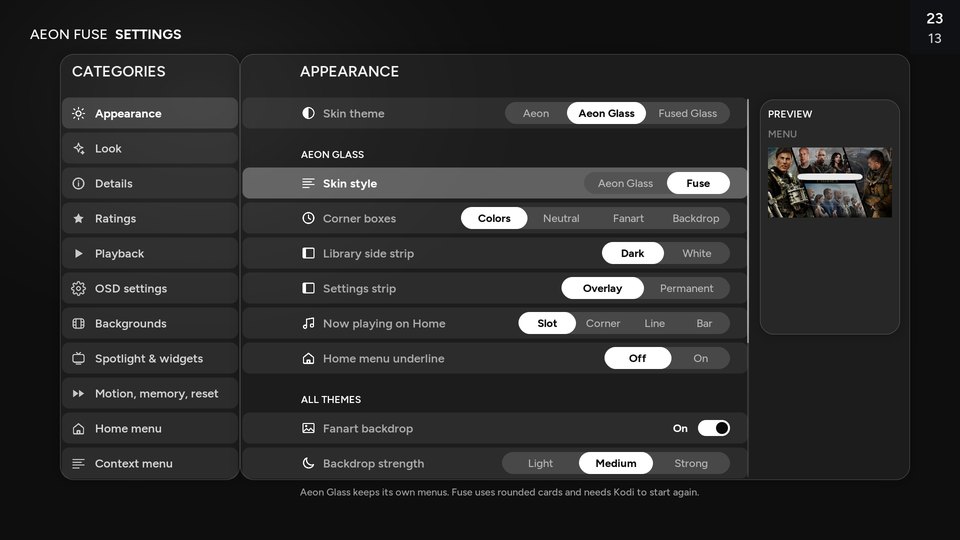 23
13
AEON FUSE SETTINGS
CATEGORIES
Appearance
Look
Details
Ratings
Playback
OSD settings
Backgrounds
Spotlight & widgets
Motion, memory, reset
Home menu
Context menu
APPEARANCE
Skin theme Aeon Aeon Glass Fused Glass
AEON GLASS
Skin style Aeon Glass Fuse
Corner boxes Colors Neutral Fanart Backdrop
Library side strip Dark White
Settings strip Overlay Permanent
Now playing on Home Slot Corner Line Bar
Home menu underline Off On
ALL THEMES
Fanart backdrop On
Backdrop strength Light Medium Strong
PREVIEW
MENU
Aeon Glass keeps its own menus. Fuse uses rounded cards and needs Kodi to start again.